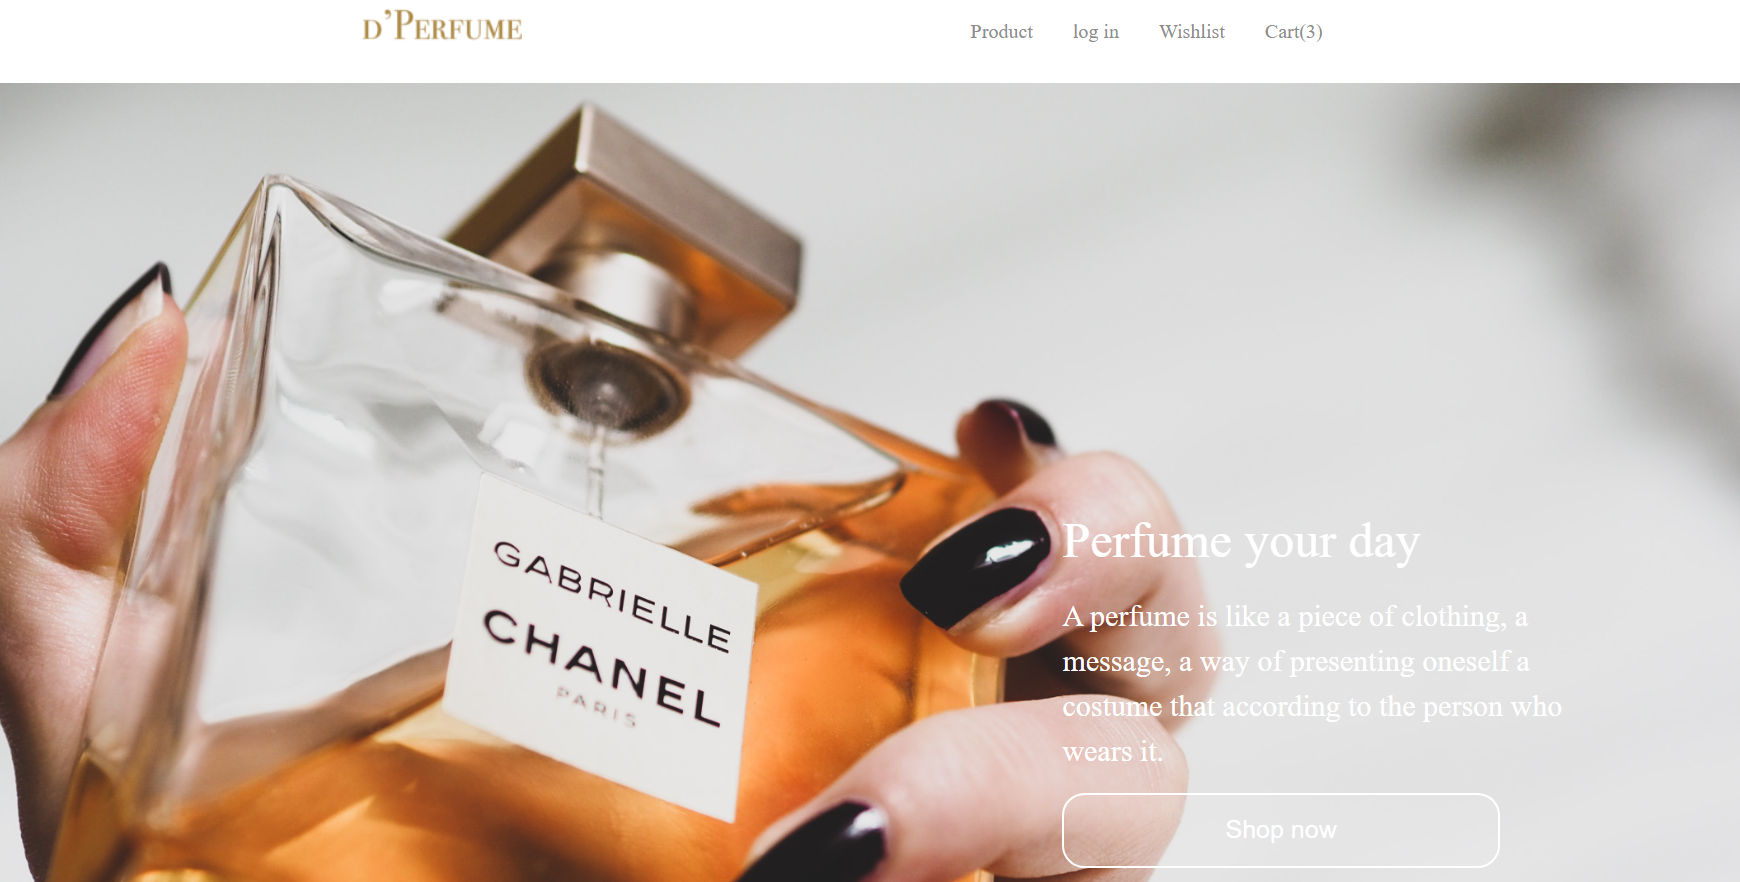 D'PERFUME
Product log in Wishlist Cart(3)
GABRIELLE
CHANEL
PARIS
Perfume your day
A perfume is like a piece of clothing, a
message, a way of presenting oneself a
costume that according to the person who
wears it.
Shop now